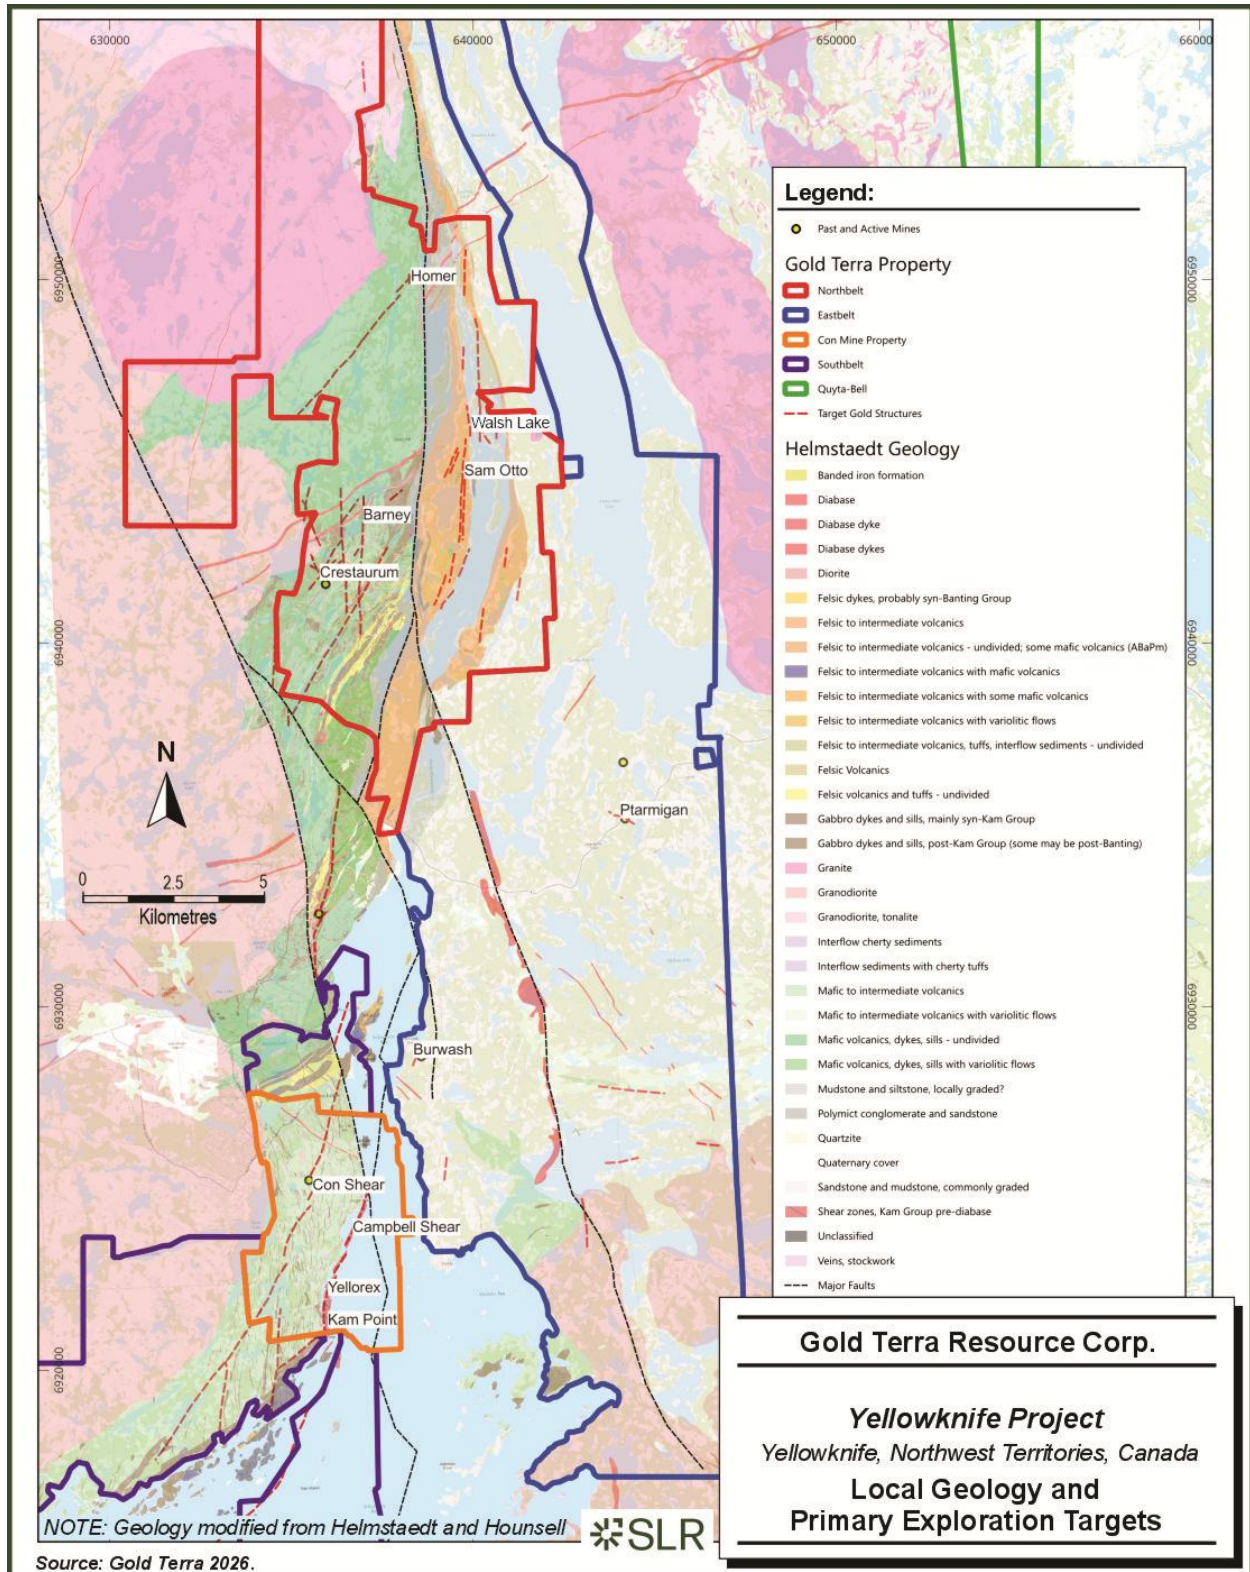 630000
640000
650000
66000
6950000
6950000
6940000
6940000
6930000
6930000
6920000
Homer
Walsh Lake
Sam Otto
Barney
Crestaurum
Ptarmigan
Burwash
Con Shear
Campbell Shear
Yellorex
Kam Point
N
0 2.5 5
Kilometres
Legend:
Past and Active Mines
Gold Terra Property
Northbelt
Eastbelt
Con Mine Property
Southbelt
Quyta-Bell
Target Gold Structures
Helmstaedt Geology
Banded iron formation
Diabase
Diabase dyke
Diabase dykes
Diorite
Felsic dykes, probably syn-Banting Group
Felsic to intermediate volcanics
Felsic to intermediate volcanics - undivided; some mafic volcanics (ABaPm)
Felsic to intermediate volcanics with mafic volcanics
Felsic to intermediate volcanics with some mafic volcanics
Felsic to intermediate volcanics with variolitic flows
Felsic to intermediate volcanics, tuffs, interflow sediments - undivided
Felsic Volcanics
Felsic volcanics and tuffs - undivided
Gabbro dykes and sills, mainly syn-Kam Group
Gabbro dykes and sills, post-Kam Group (some may be post-Banting)
Granite
Granodiorite
Granodiorite, tonalite
Interflow cherty sediments
Interflow sediments with cherty tuffs
Mafic to intermediate volcanics
Mafic to intermediate volcanics with variolitic flows
Mafic volcanics, dykes, sills - undivided
Mafic volcanics, dykes, sills with variolitic flows
Mudstone and siltstone, locally graded?
Polymict conglomerate and sandstone
Quartzite
Quaternary cover
Sandstone and mudstone, commonly graded
Shear zones, Kam Group pre-diabase
Unclassified
Veins, stockwork
Major Faults
Gold Terra Resource Corp.
Yellowknife Project
Yellowknife, Northwest Territories, Canada
Local Geology and
Primary Exploration Targets
NOTE: Geology modified from Helmstaedt and Hounsell
SLR
Source: Gold Terra 2026.